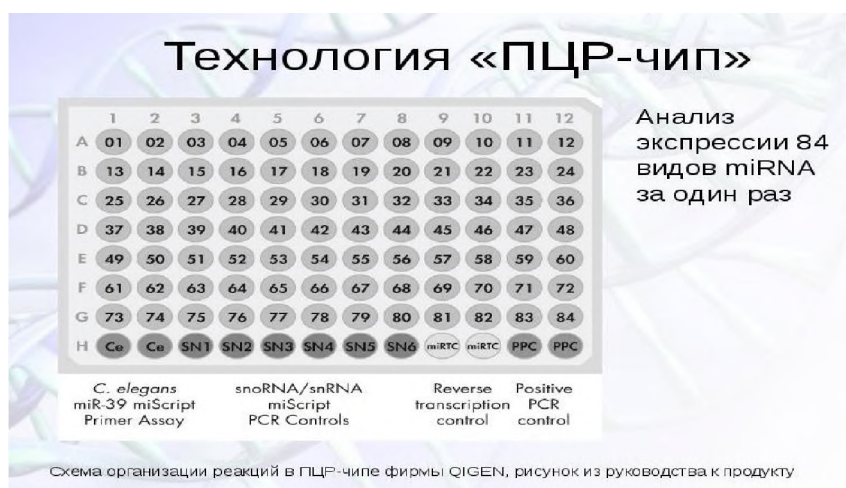 Технология «ПЦР-чип»
Анализ
экспрессии 84
видов miRNA
за один раз
1 2 3 4 5 6 7 8 9 10 11 12
A 01 02 03 04 05 06 07 08 09 10 11 12
B 13 14 15 16 17 18 19 20 21 22 23 24
C 25 26 27 28 29 30 31 32 33 34 35 36
D 37 38 39 40 41 42 43 44 45 46 47 48
E 49 50 51 52 53 54 55 56 57 58 59 60
F 61 62 63 64 65 66 67 68 69 70 71 72
G 73 74 75 76 77 78 79 80 81 82 83 84
H Ce Ce SN1 SN2 SN3 SN4 SN5 SN6 miRTC miRTC PPC PPC
C. elegans
miR-39 miScript
Primer Assay
snoRNA/snRNA
miScript
PCR Controls
Reverse
transcription
control
Positive
PCR
control
Схема организации реакций в ПЦР-чипе фирмы QIGEN, рисунок из руководства к продукту